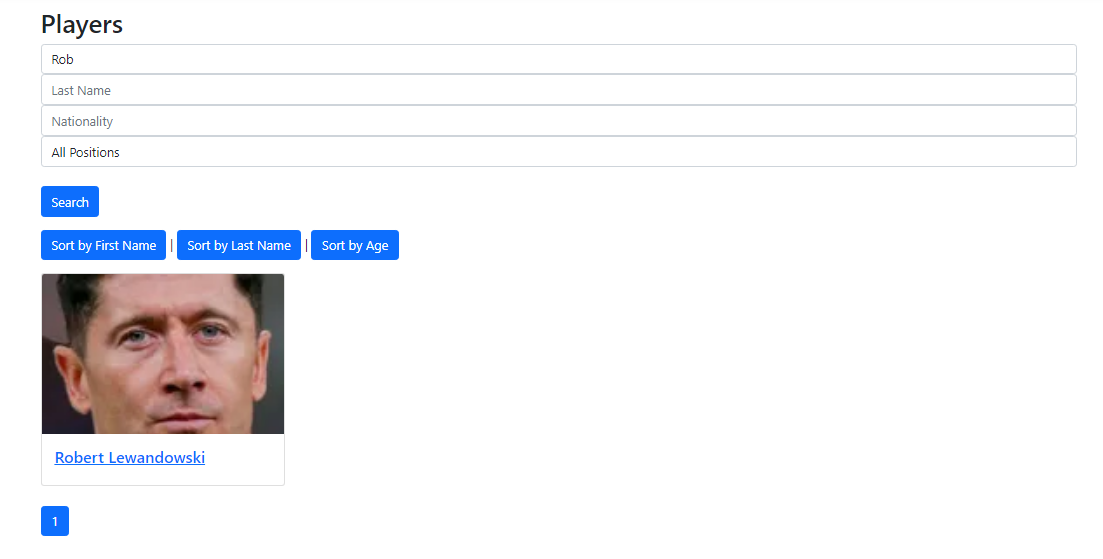 Players
Rob
Last Name
Nationality
All Positions
Search
Sort by First Name | Sort by Last Name | Sort by Age
Robert Lewandowski
1